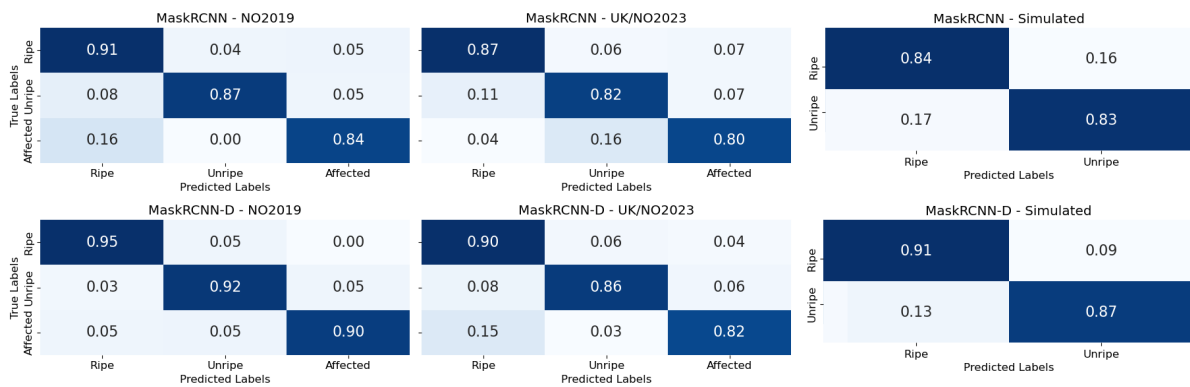 MaskRCNN - NO2019
True Labels
Ripe
Unripe
Affected
0.91 0.04 0.05
0.08 0.87 0.05
0.16 0.00 0.84
Ripe Unripe Affected
Predicted Labels
MaskRCNN - UK/NO2023
0.87 0.06 0.07
0.11 0.82 0.07
0.04 0.16 0.80
Ripe Unripe Affected
Predicted Labels
MaskRCNN - Simulated
Ripe
Unripe
0.84 0.16
0.17 0.83
Ripe Unripe
Predicted Labels
MaskRCNN-D - NO2019
True Labels
Ripe
Unripe
Affected
0.95 0.05 0.00
0.03 0.92 0.05
0.05 0.05 0.90
Ripe Unripe Affected
Predicted Labels
MaskRCNN-D - UK/NO2023
0.90 0.06 0.04
0.08 0.86 0.06
0.15 0.03 0.82
Ripe Unripe Affected
Predicted Labels
MaskRCNN-D - Simulated
Ripe
Unripe
0.91 0.09
0.13 0.87
Ripe Unripe
Predicted Labels